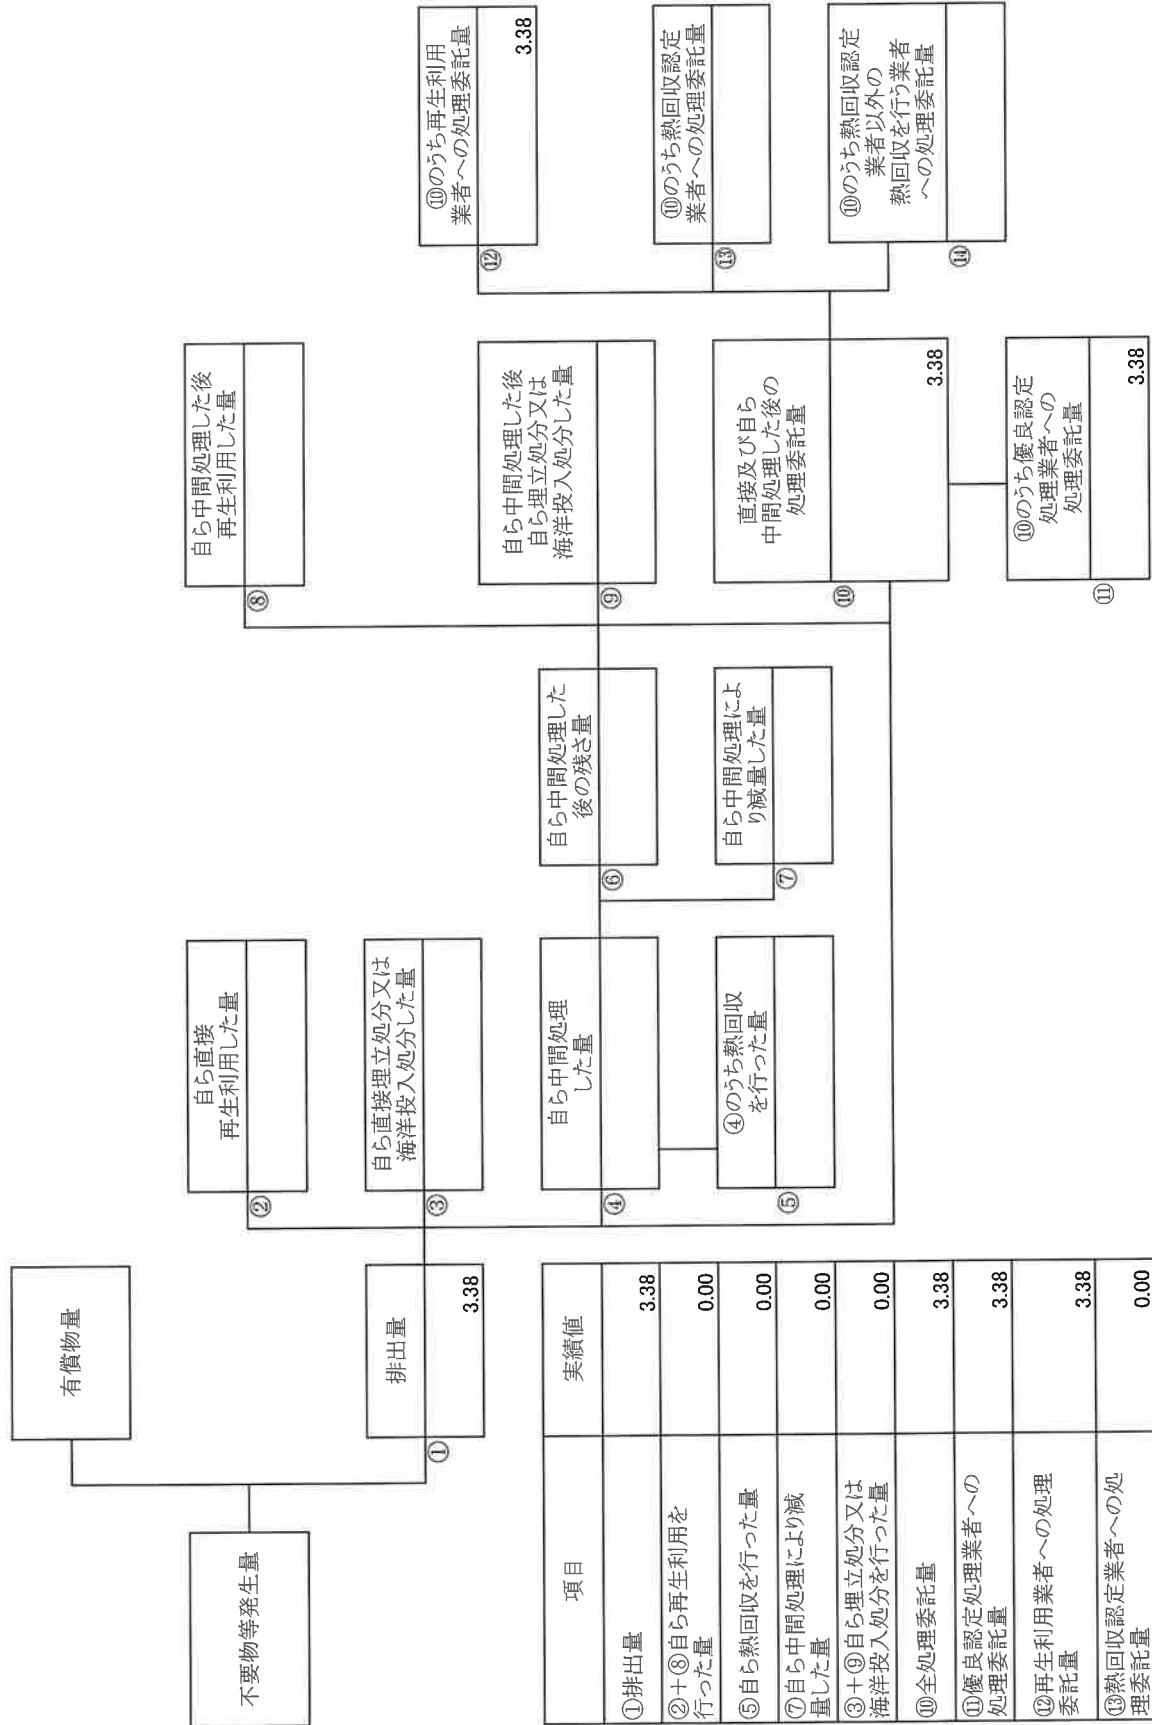 有償物量
不要物等発生量
排出量
①
3.38
自ら直接
再生利用した量
②
自ら直接埋立処分又は
海洋投入処分した量
③
自ら中間処理
した量
④
④のうち熱回収
を行った量
⑤
自ら中間処理した
後の残さ量
⑥
自ら中間処理によ
り減量した量
⑦
自ら中間処理した後
再生利用した量
⑧
自ら中間処理した後
自ら埋立処分又は
海洋投入処分した量
⑨
直接及び自ら
中間処理した後の
処理委託量
⑩
3.38
⑩のうち優良認定
処理業者への
処理委託量
⑪
3.38
⑩のうち再生利用
業者への処理委託量
⑫
3.38
⑩のうち熱回収認定
業者への処理委託量
⑬
⑩のうち熱回収認定
業者以外の
熱回収を行う業者
への処理委託量
⑭
項目 実績値
①排出量 3.38
②+⑧自ら再生利用を
行った量 0.00
⑤自ら熱回収を行った量 0.00
⑦自ら中間処理により減
量した量 0.00
③+⑨自ら埋立処分又は
海洋投入処分を行った量 0.00
⑩全処理委託量 3.38
⑪優良認定処理業者への
処理委託量 3.38
⑫再生利用業者への処理
委託量 3.38
⑬熱回収認定業者への処
理委託量 0.00